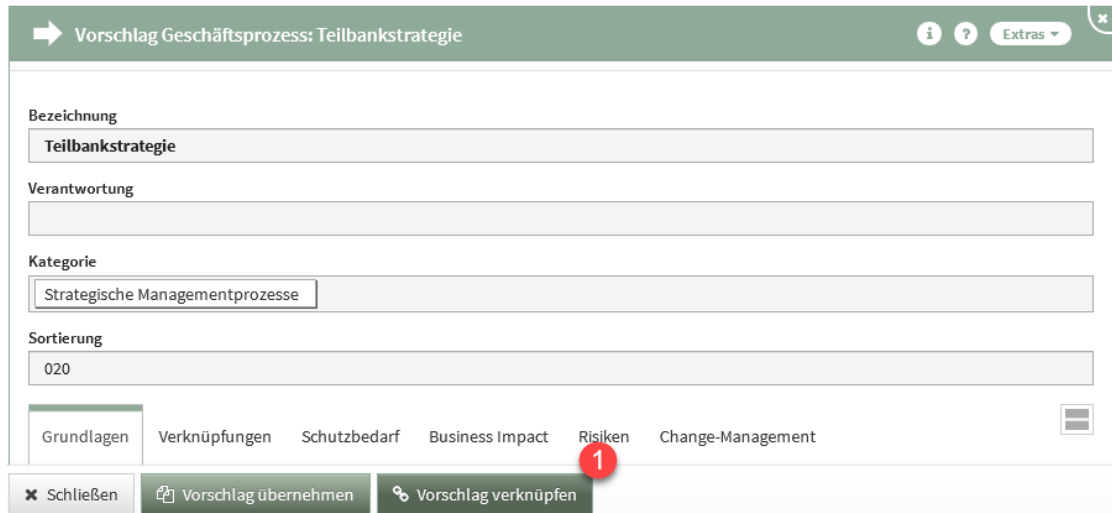 Vorschlag Geschäftsprozess: Teilbankstrategie
i ? Extras
Bezeichnung
Teilbankstrategie
Verantwortung
Kategorie
Strategische Managementprozesse
Sortierung
020
Grundlagen Verknüpfungen Schutzbedarf Business Impact Risiken Change-Management
1
Schließen Vorschlag übernehmen Vorschlag verknüpfen